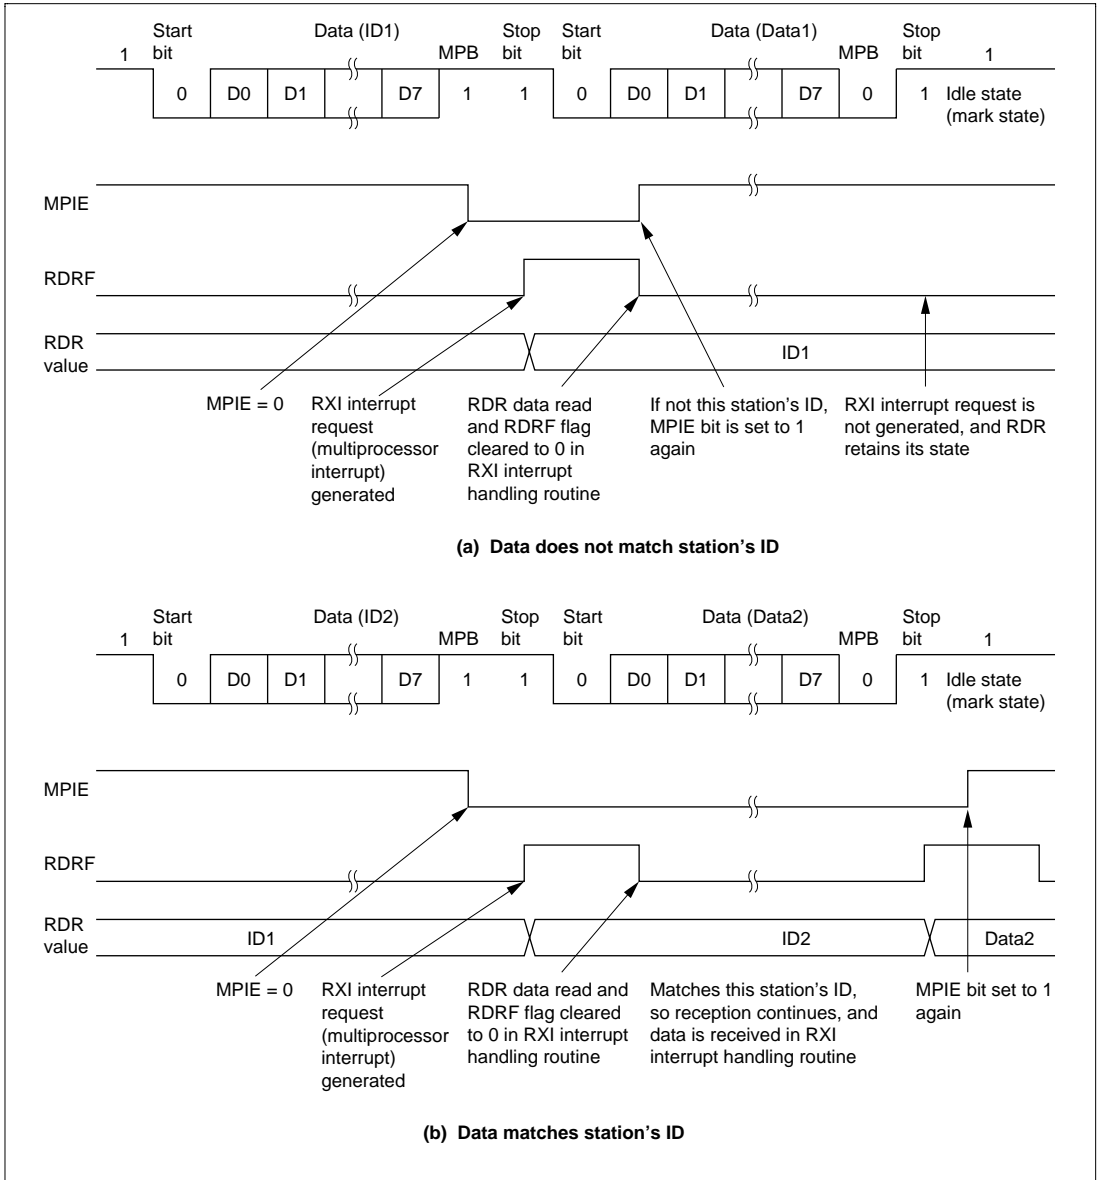 Start bit
Data (ID1)
Stop bit
Start bit
Data (Data1)
Stop bit
1
MPB
MPB
1
0 D0 D1 D7 1 1 0 D0 D1 D7 0 1 Idle state (mark state)
MPIE
RDRF
RDR value
ID1
MPIE = 0
RXI interrupt
request
(multiprocessor
interrupt)
generated
RDR data read
and RDRF flag
cleared to 0 in
RXI interrupt
handling routine
If not this station's ID,
MPIE bit is set to 1
again
RXI interrupt request is
not generated, and RDR
retains its state
(a) Data does not match station's ID
Start bit
Data (ID2)
Stop bit
Start bit
Data (Data2)
Stop bit
1
MPB
MPB
1
0 D0 D1 D7 1 1 0 D0 D1 D7 0 1 Idle state (mark state)
MPIE
RDRF
RDR value
ID1
ID2
Data2
MPIE = 0
RXI interrupt
request
(multiprocessor
interrupt)
generated
RDR data read and
RDRF flag cleared
to 0 in RXI interrupt
handling routine
Matches this station's ID,
so reception continues, and
data is received in RXI
interrupt handling routine
MPIE bit set to 1
again
(b) Data matches station's ID